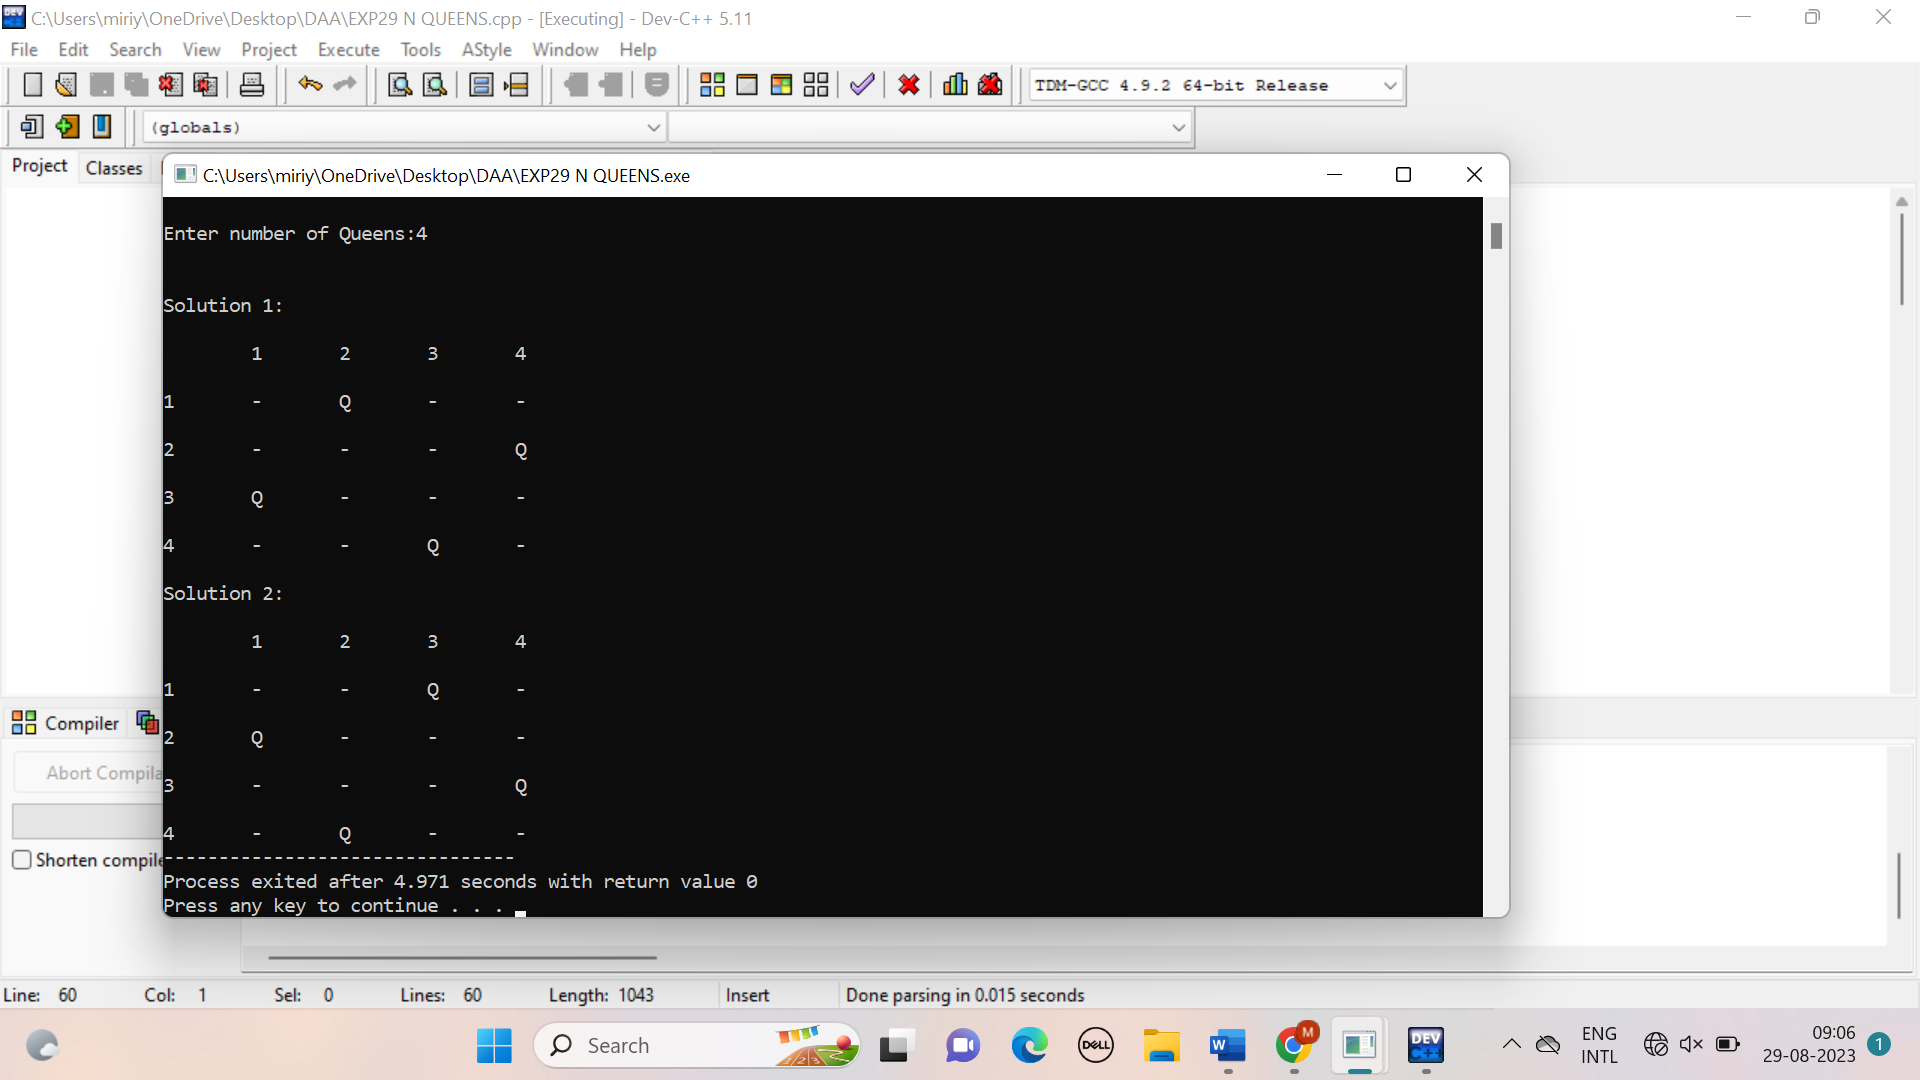 C:\Users\miriy\OneDrive\Desktop\DAA\EXP29 N QUEENS.cpp - [Executing] - Dev-C++ 5.11
File Edit Search View Project Execute Tools AStyle Window Help
TDM-GCC 4.9.2 64-bit Release
(globals)
Project Classes
C:\Users\miriy\OneDrive\Desktop\DAA\EXP29 N QUEENS.exe
Enter number of Queens:4
Solution 1:
1 2 3 4
1 - Q - -
2 - - - Q
3 Q - - -
4 - - Q -
Solution 2:
1 2 3 4
1 - - Q -
2 Q - - -
3 - - - Q
4 - Q - -
--------------------------------
Process exited after 4.971 seconds with return value 0
Press any key to continue . . .
Compiler
Abort Compila
Shorten compile
Line: 60 Col: 1 Sel: 0 Lines: 60 Length: 1043 Insert Done parsing in 0.015 seconds
Search
DELL
W
M
DEV
C++
ENG
INTL
09:06
29-08-2023
1